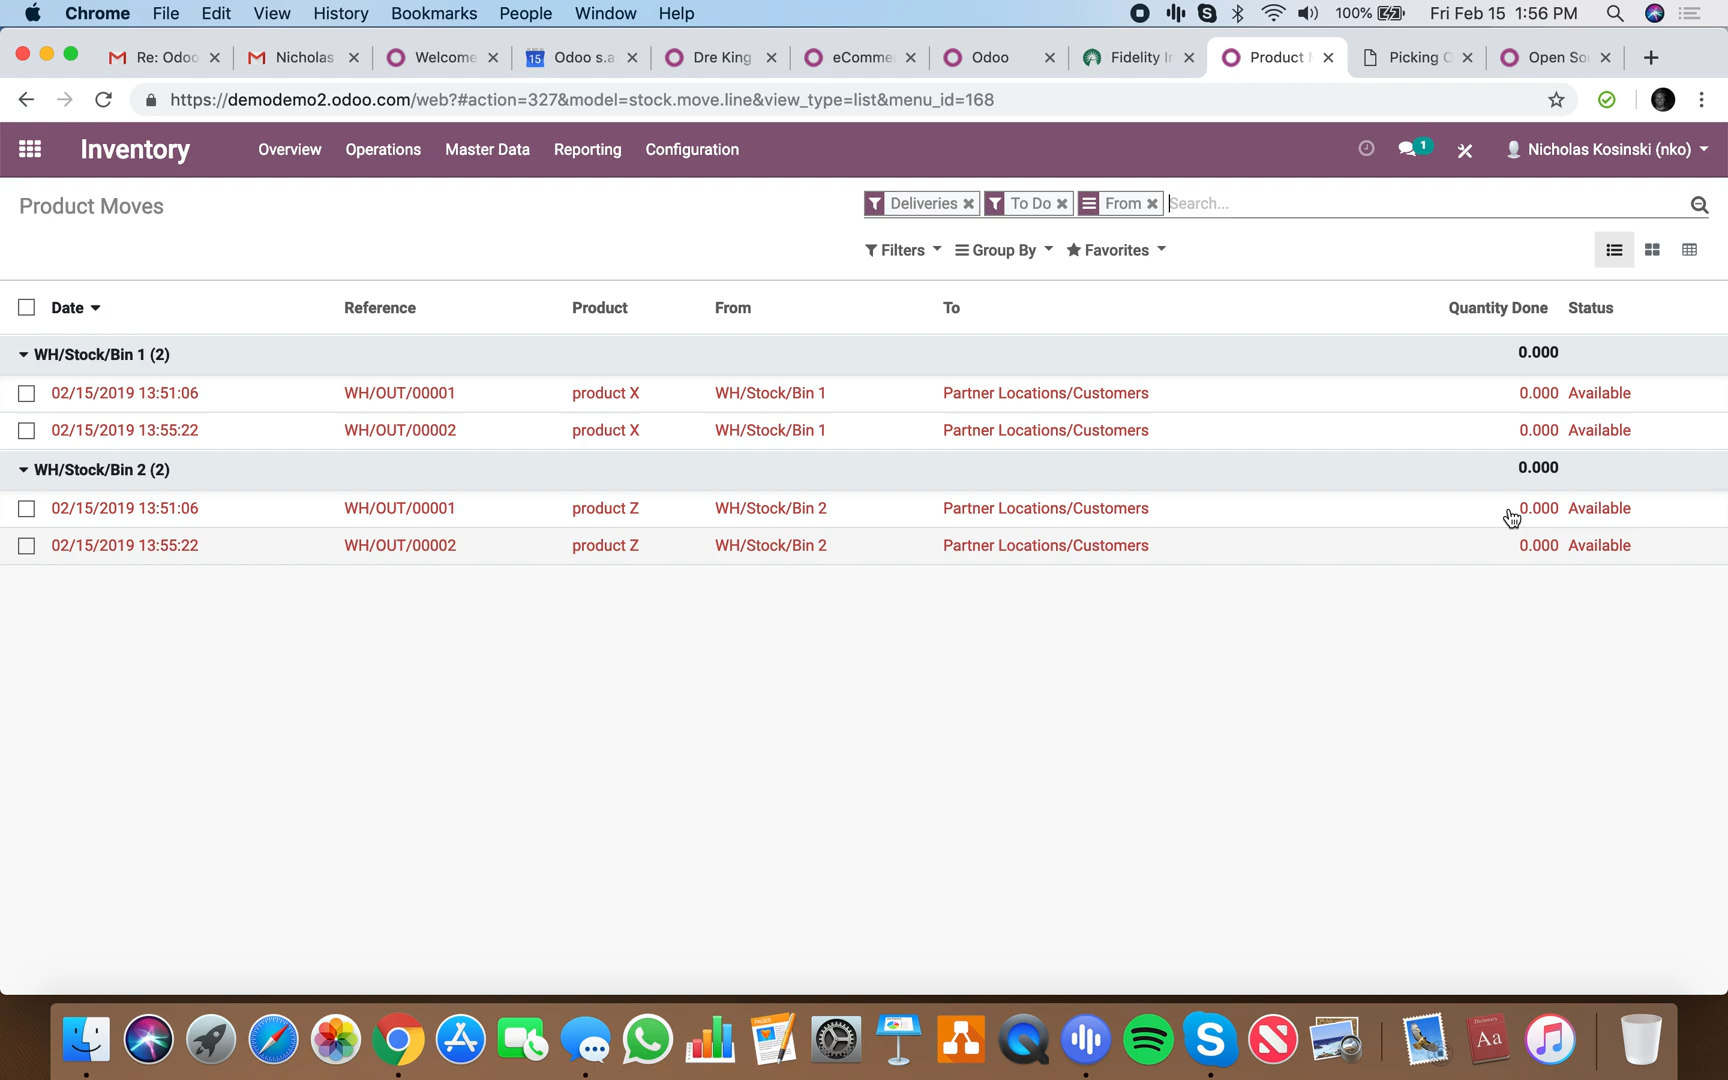 Chrome File Edit View History Bookmarks People Window Help 100% Fri Feb 15 1:56 PM
Re: Odoo Nicholas Welcome 15 Odoo s.a. Dre King eComme Odoo Fidelity In Product Picking O Open Sou
https://demodemo2.odoo.com/web?#action=327&model=stock.move.line&view_type=list&menu_id=168
Inventory Overview Operations Master Data Reporting Configuration 1 Nicholas Kosinski (nko)
Product Moves Deliveries To Do From Search...
Filters Group By Favorites
Date Reference Product From To Quantity Done Status
WH/Stock/Bin 1 (2) 0.000
02/15/2019 13:51:06 WH/OUT/00001 product X WH/Stock/Bin 1 Partner Locations/Customers 0.000 Available
02/15/2019 13:55:22 WH/OUT/00002 product X WH/Stock/Bin 1 Partner Locations/Customers 0.000 Available
WH/Stock/Bin 2 (2) 0.000
02/15/2019 13:51:06 WH/OUT/00001 product Z WH/Stock/Bin 2 Partner Locations/Customers 0.000 Available
02/15/2019 13:55:22 WH/OUT/00002 product Z WH/Stock/Bin 2 Partner Locations/Customers 0.000 Available
Aa